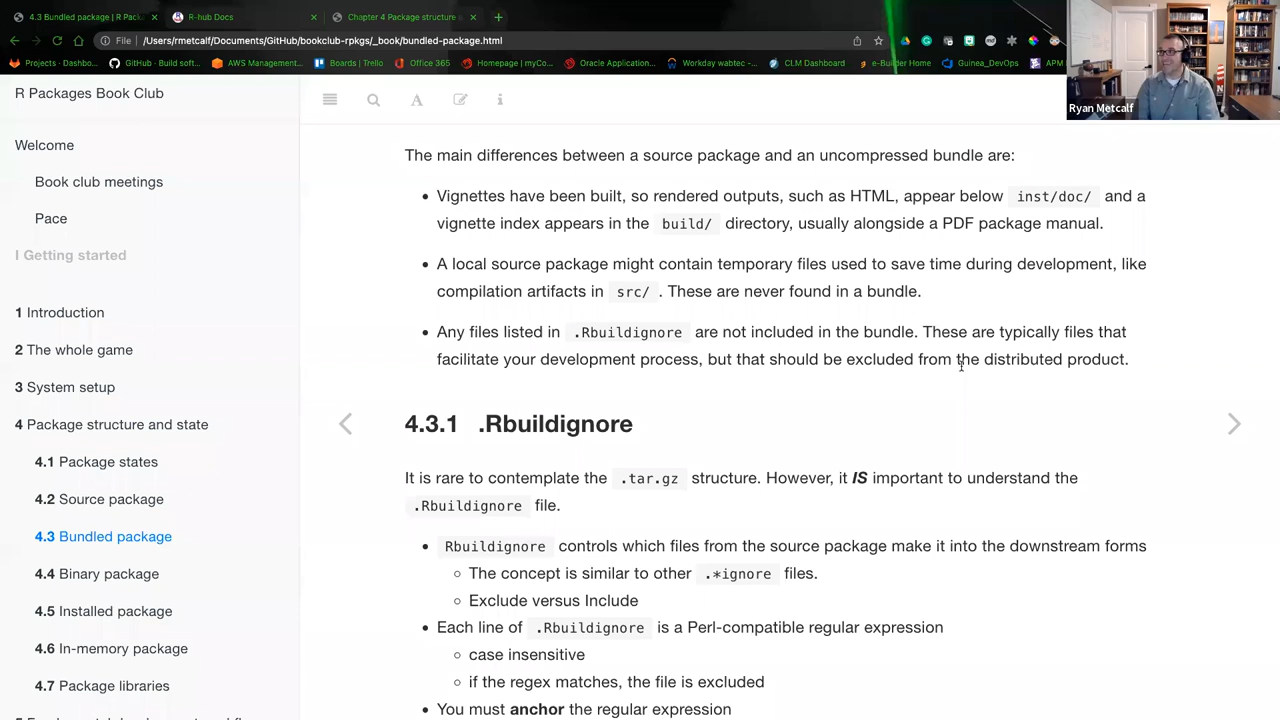 4.3 Bundled package | R Pack
R-hub Docs
Chapter 4 Package structure
File | /Users/rmetcalf/Documents/GitHub/bookclub-rpkgs/_book/bundled-package.html
Projects - Dashbo...
GitHub · Build soft...
AWS Management...
Boards | Trello
Office 365
Homepage | myCo...
Oracle Application...
Workday wabtec -...
CLM Dashboard
e-Builder Home
Guinea_DevOps
APM
Ryan Metcalf
R Packages Book Club
Welcome
Book club meetings
Pace
I Getting started
1 Introduction
2 The whole game
3 System setup
4 Package structure and state
4.1 Package states
4.2 Source package
4.3 Bundled package
4.4 Binary package
4.5 Installed package
4.6 In-memory package
4.7 Package libraries
The main differences between a source package and an uncompressed bundle are:
• Vignettes have been built, so rendered outputs, such as HTML, appear below inst/doc/ and a
vignette index appears in the build/ directory, usually alongside a PDF package manual.
• A local source package might contain temporary files used to save time during development, like
compilation artifacts in src/ . These are never found in a bundle.
• Any files listed in .Rbuildignore are not included in the bundle. These are typically files that
facilitate your development process, but that should be excluded from the distributed product.
4.3.1 .Rbuildignore
It is rare to contemplate the .tar.gz structure. However, it IS important to understand the
.Rbuildignore file.
• Rbuildignore controls which files from the source package make it into the downstream forms
◦ The concept is similar to other .*ignore files.
◦ Exclude versus Include
• Each line of .Rbuildignore is a Perl-compatible regular expression
◦ case insensitive
◦ if the regex matches, the file is excluded
• You must anchor the regular expression